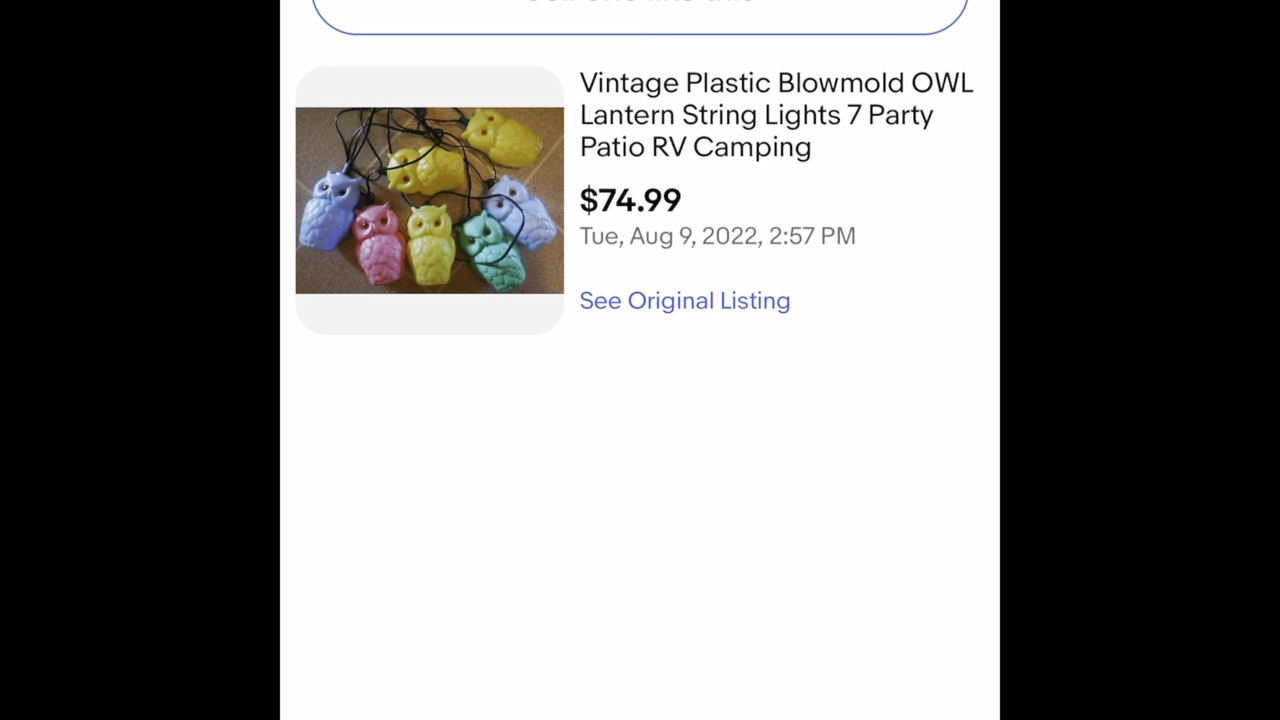 Vintage Plastic Blowmold OWL
Lantern String Lights 7 Party
Patio RV Camping
$74.99
Tue, Aug 9, 2022, 2:57 PM
See Original Listing